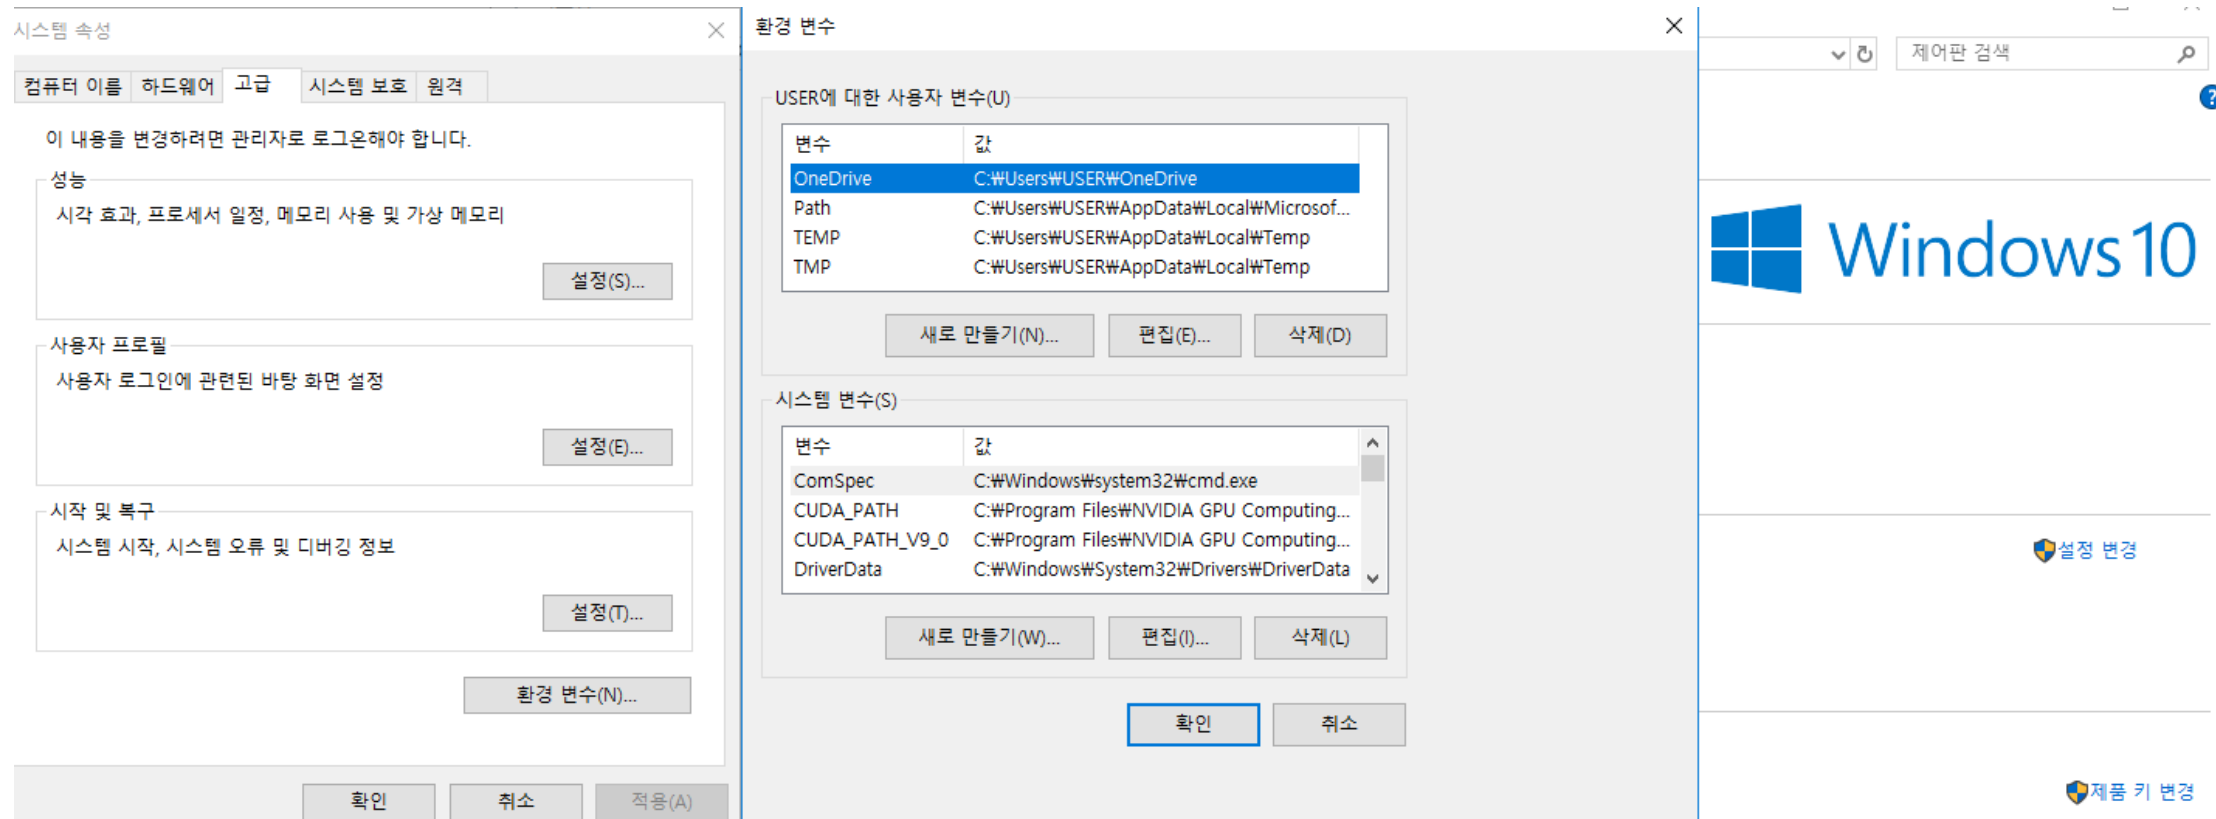 시스템 속성
컴퓨터 이름 하드웨어 고급 시스템 보호 원격
이 내용을 변경하려면 관리자로 로그온해야 합니다.
성능
시각 효과, 프로세서 일정, 메모리 사용 및 가상 메모리
설정(S)...
사용자 프로필
사용자 로그인에 관련된 바탕 화면 설정
설정(E)...
시작 및 복구
시스템 시작, 시스템 오류 및 디버깅 정보
설정(T)...
환경 변수(N)...
확인 취소 적용(A)
환경 변수
USER에 대한 사용자 변수(U)
변수 값
OneDrive C:₩Users₩USER₩OneDrive
Path C:₩Users₩USER₩AppData₩Local₩Microsof...
TEMP C:₩Users₩USER₩AppData₩Local₩Temp
TMP C:₩Users₩USER₩AppData₩Local₩Temp
새로 만들기(N)... 편집(E)... 삭제(D)
시스템 변수(S)
변수 값
ComSpec C:₩Windows₩system32₩cmd.exe
CUDA_PATH C:₩Program Files₩NVIDIA GPU Computing...
CUDA_PATH_V9_0 C:₩Program Files₩NVIDIA GPU Computing...
DriverData C:₩Windows₩System32₩Drivers₩DriverData
새로 만들기(W)... 편집(I)... 삭제(L)
확인 취소
제어판 검색
?
Windows 10
설정 변경
제품 키 변경